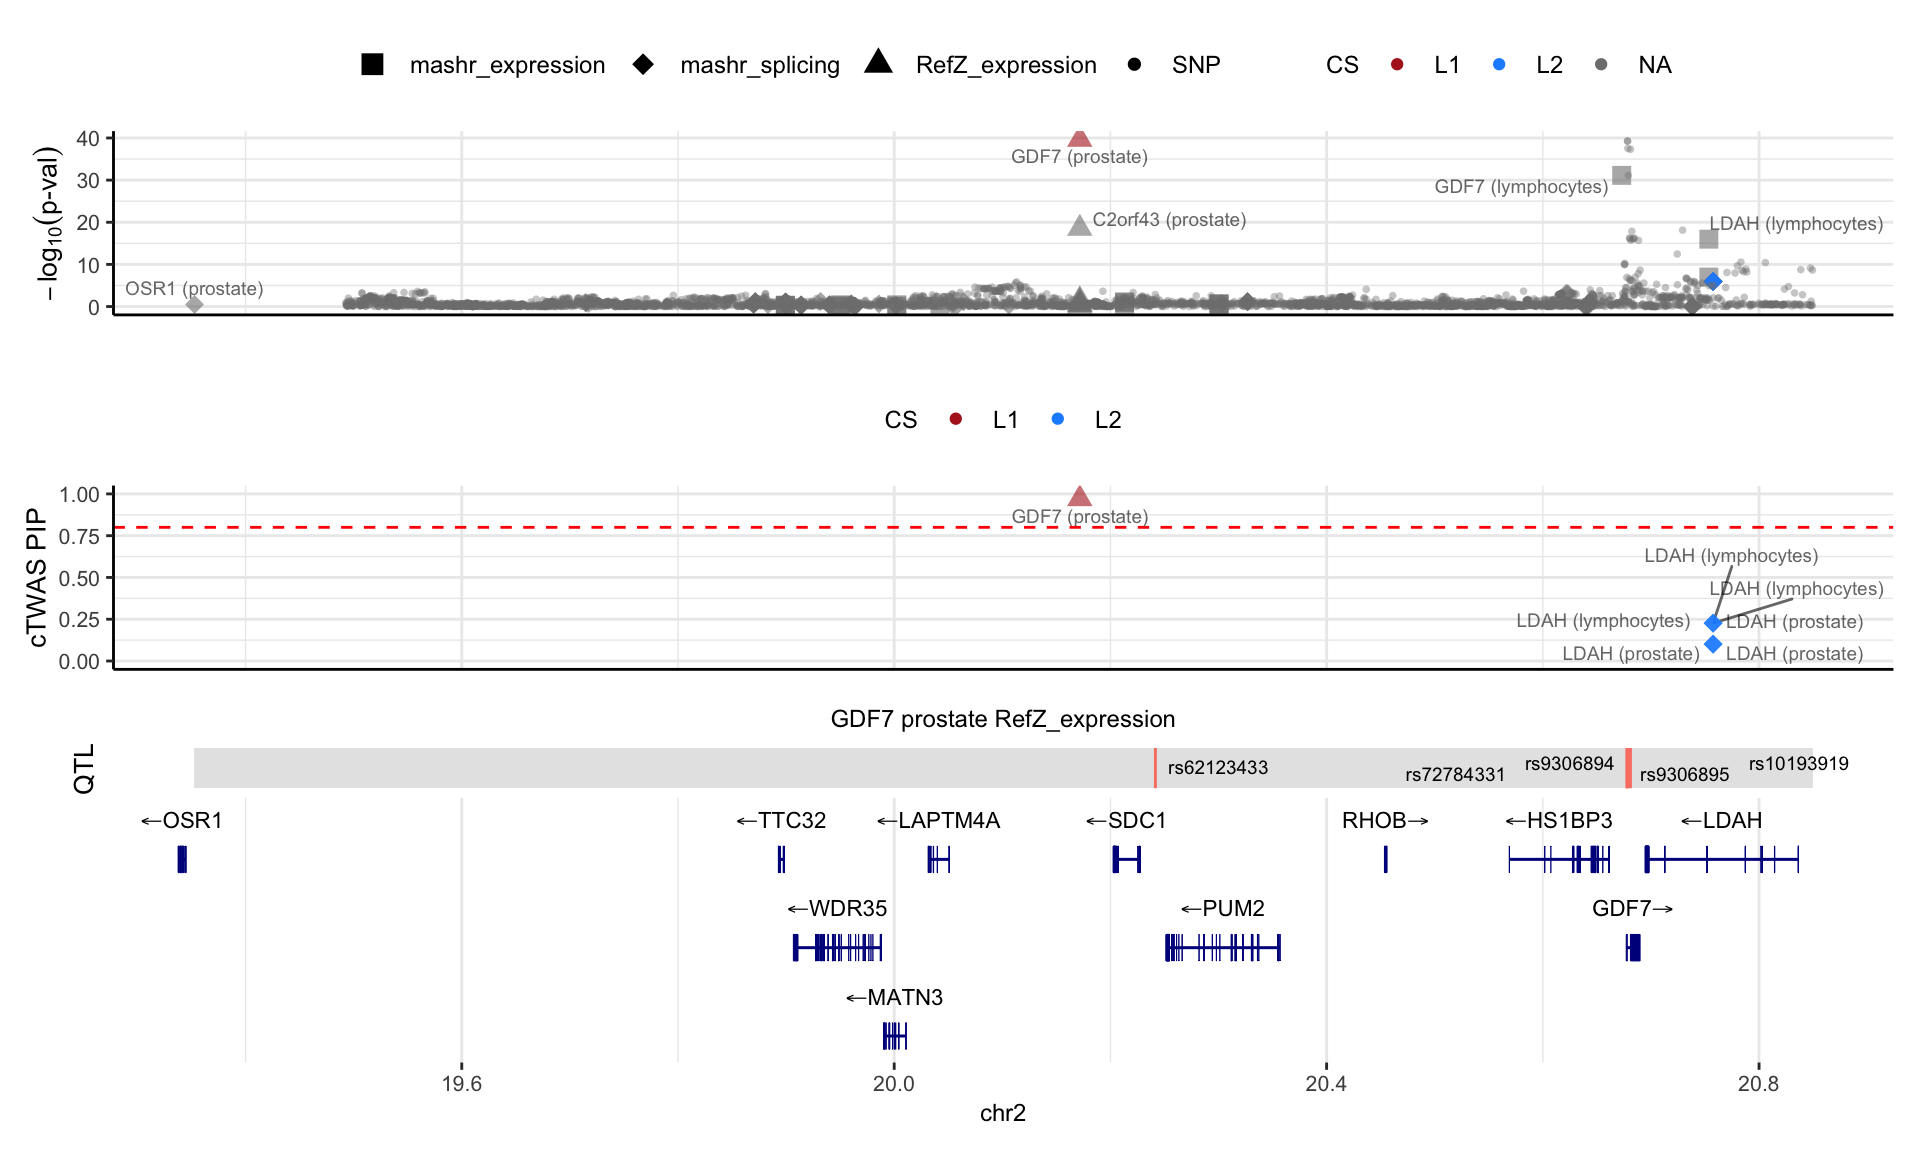 mashr_expression mashr_splicing RefZ_expression SNP CS L1 L2 NA
− log10(p-val)
40
30
20
10
0
GDF7 (prostate)
GDF7 (lymphocytes)
C2orf43 (prostate)
LDAH (lymphocytes)
OSR1 (prostate)
CS L1 L2
cTWAS PIP
1.00
0.75
0.50
0.25
0.00
GDF7 (prostate)
LDAH (lymphocytes)
LDAH (lymphocytes)
LDAH (lymphocytes) LDAH (prostate)
LDAH (prostate) LDAH (prostate)
GDF7 prostate RefZ_expression
QTL
rs62123433 rs72784331 rs9306894 rs9306895 rs10193919
←OSR1 ←TTC32 ←LAPTM4A ←SDC1 RHOB→ ←HS1BP3 ←LDAH
←WDR35 ←PUM2 GDF7→
←MATN3
19.6 20.0 20.4 20.8
chr2